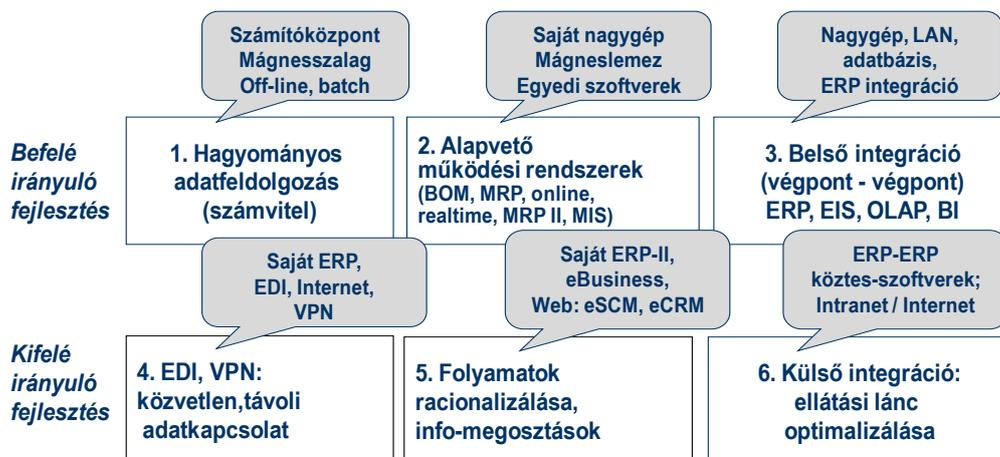 Számítóközpont
Mágnesszalag
Off-line, batch
Saját nagygép
Mágneslemez
Egyedi szoftverek
Nagygép, LAN,
adatbázis,
ERP integráció
Befelé
irányuló
fejlesztés
1. Hagyományos
adatfeldolgozás
(számvitel)
2. Alapvető
működési rendszerek
(BOM, MRP, online,
realtime, MRP II, MIS)
3. Belső integráció
(végpont - végpont)
ERP, EIS, OLAP, BI
Saját ERP,
EDI, Internet,
VPN
Saját ERP-II,
eBusiness,
Web: eSCM, eCRM
ERP-ERP
köztes-szoftverek;
Intranet / Internet
Kifelé
irányuló
fejlesztés
4. EDI, VPN:
közvetlen,távoli
adatkapcsolat
5. Folyamatok
racionalizálása,
info-megosztások
6. Külső integráció:
ellátási lánc
optimalizálása